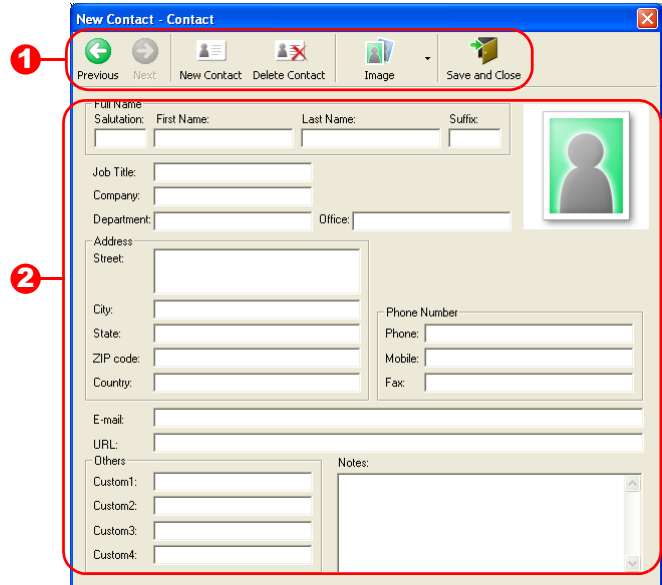 New Contact - Contact
1
Previous Next New Contact Delete Contact Image Save and Close
2
Full Name
Salutation: First Name: Last Name: Suffix:
Job Title:
Company:
Department: Office:
Address
Street:
City:
Phone Number
State: Phone:
ZIP code: Mobile:
Country: Fax:
E-mail:
URL:
Others Notes:
Custom1:
Custom2:
Custom3:
Custom4: